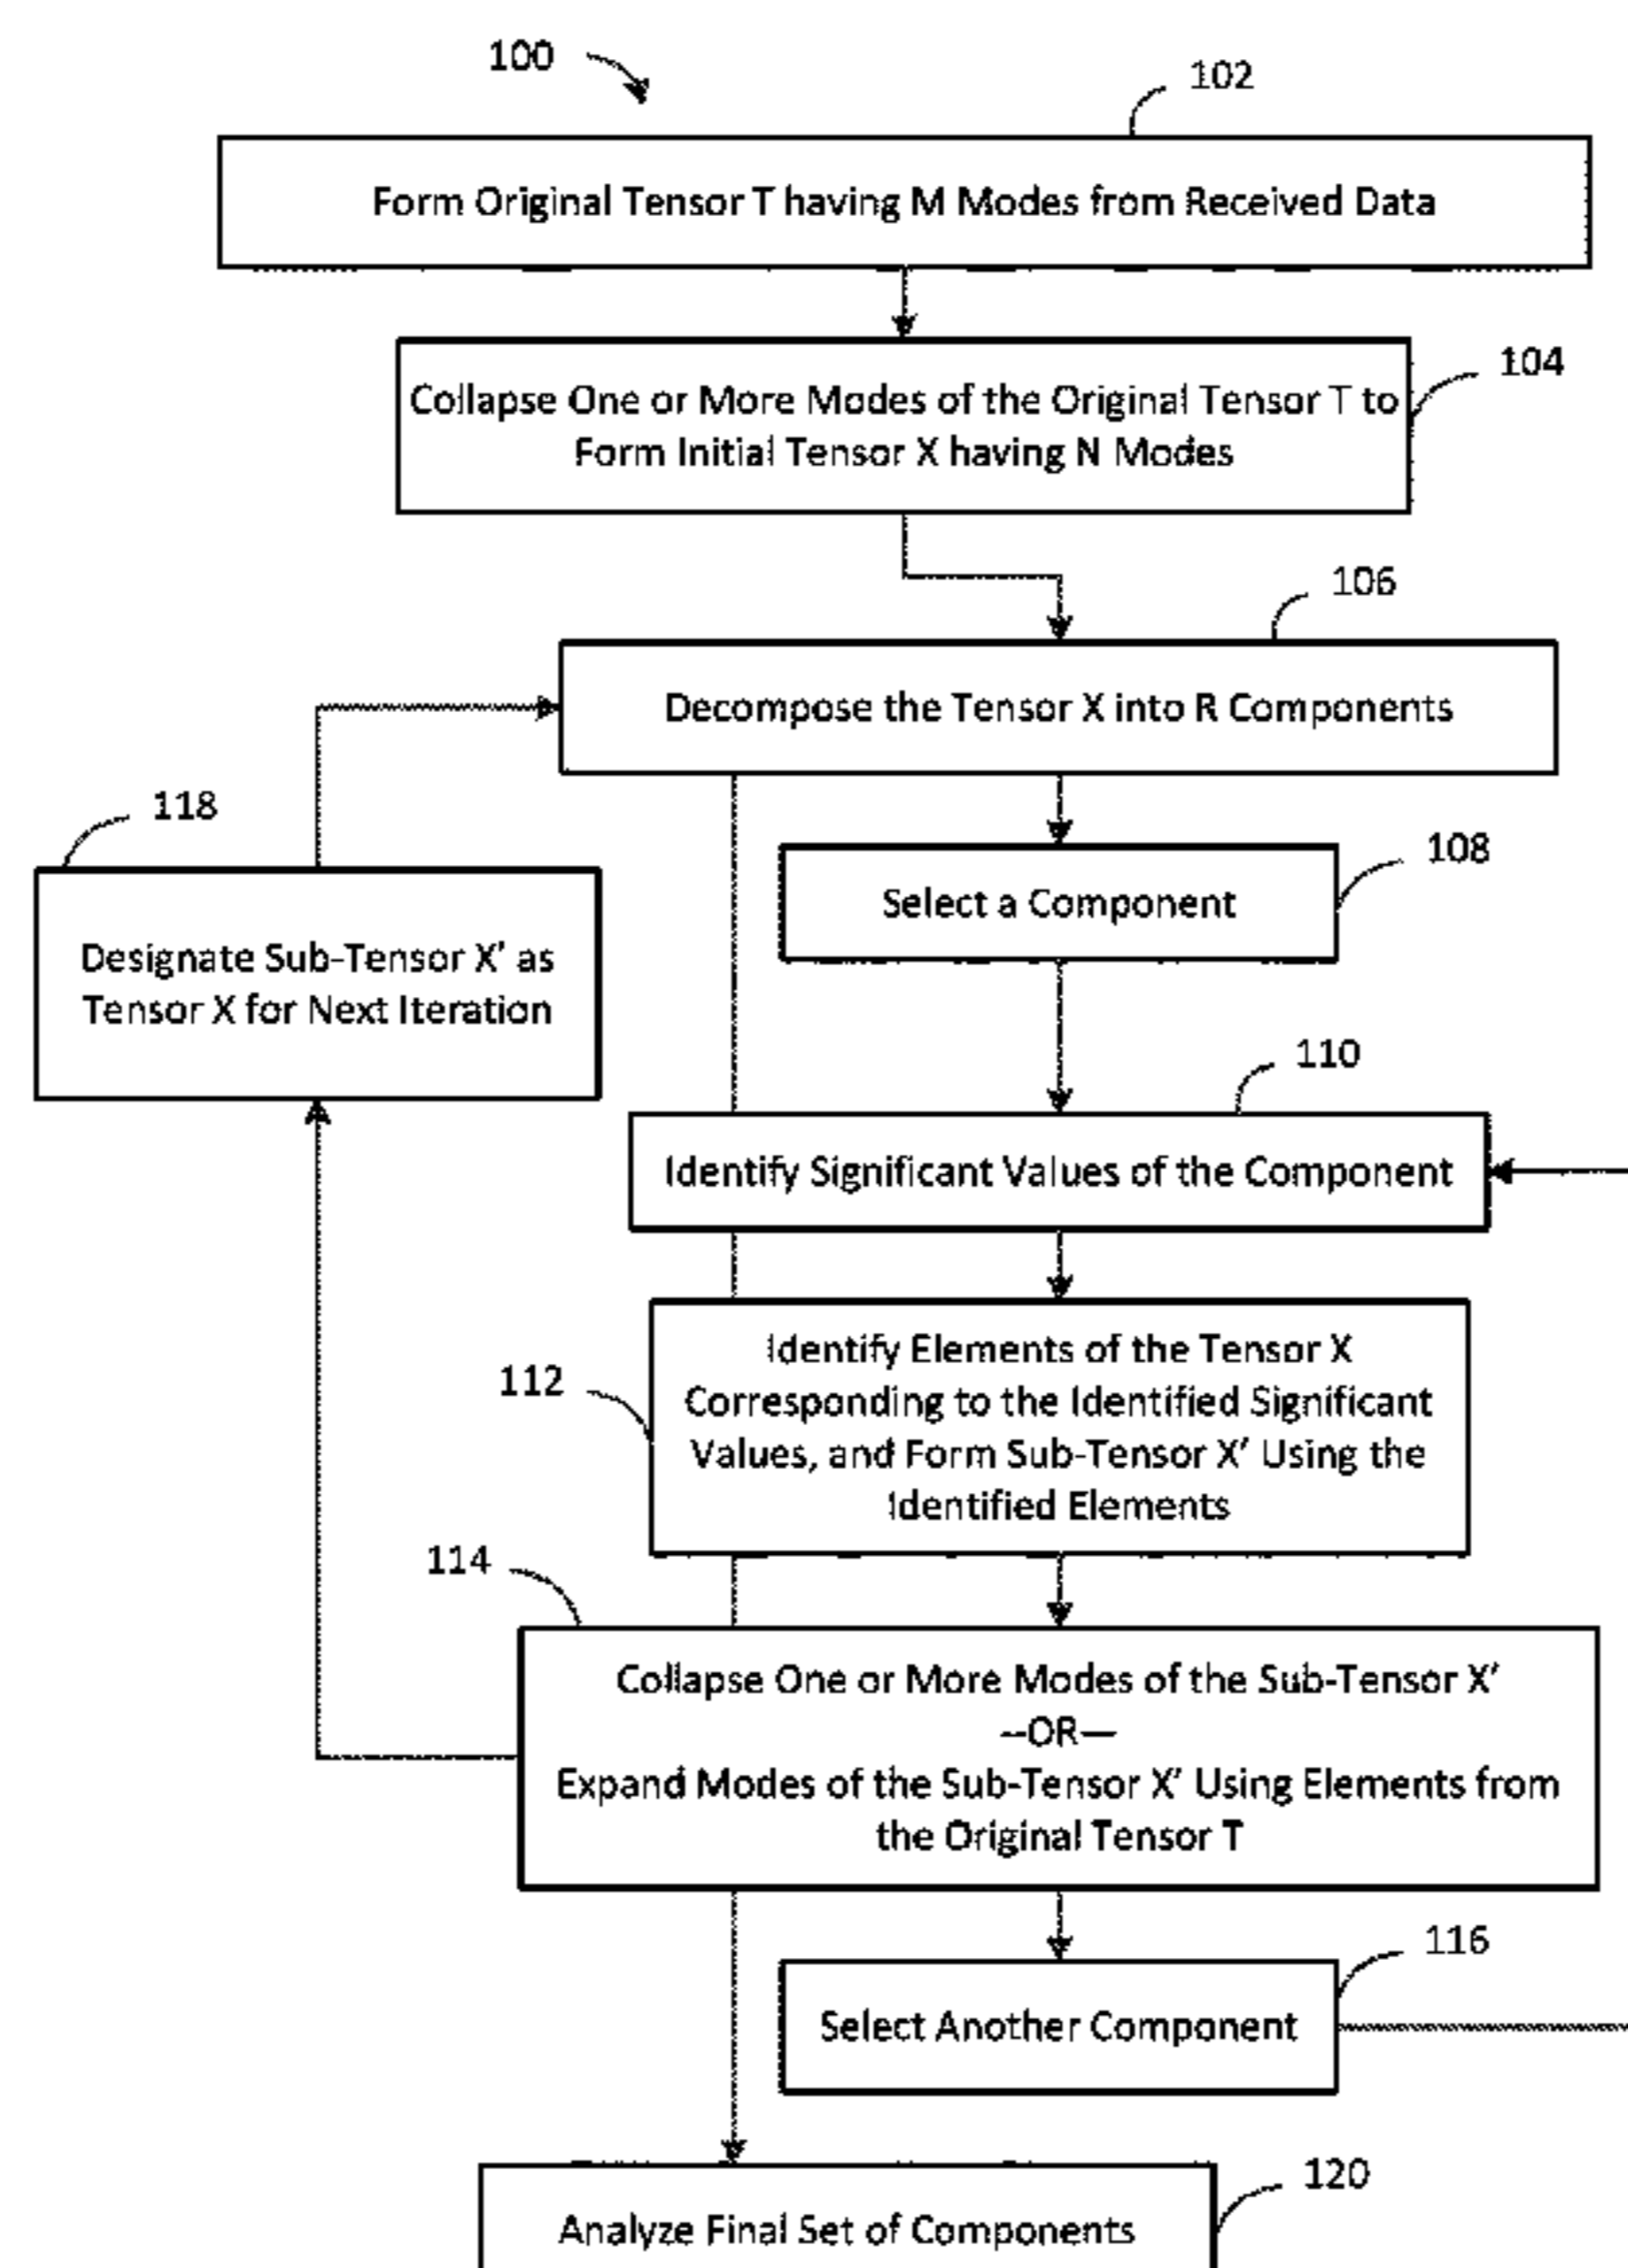 100
102
Form Original Tensor T having M Modes from Received Data
104
Collapse One or More Modes of the Original Tensor T to
Form Initial Tensor X having N Modes
106
Decompose the Tensor X into R Components
118
108
Select a Component
Designate Sub-Tensor X' as
Tensor X for Next Iteration
110
Identify Significant Values of the Component
112
Identify Elements of the Tensor X
Corresponding to the Identified Significant
Values, and Form Sub-Tensor X' Using the
Identified Elements
114
Collapse One or More Modes of the Sub-Tensor X'
--OR—
Expand Modes of the Sub-Tensor X' Using Elements from
the Original Tensor T
116
Select Another Component
120
Analyze Final Set of Components